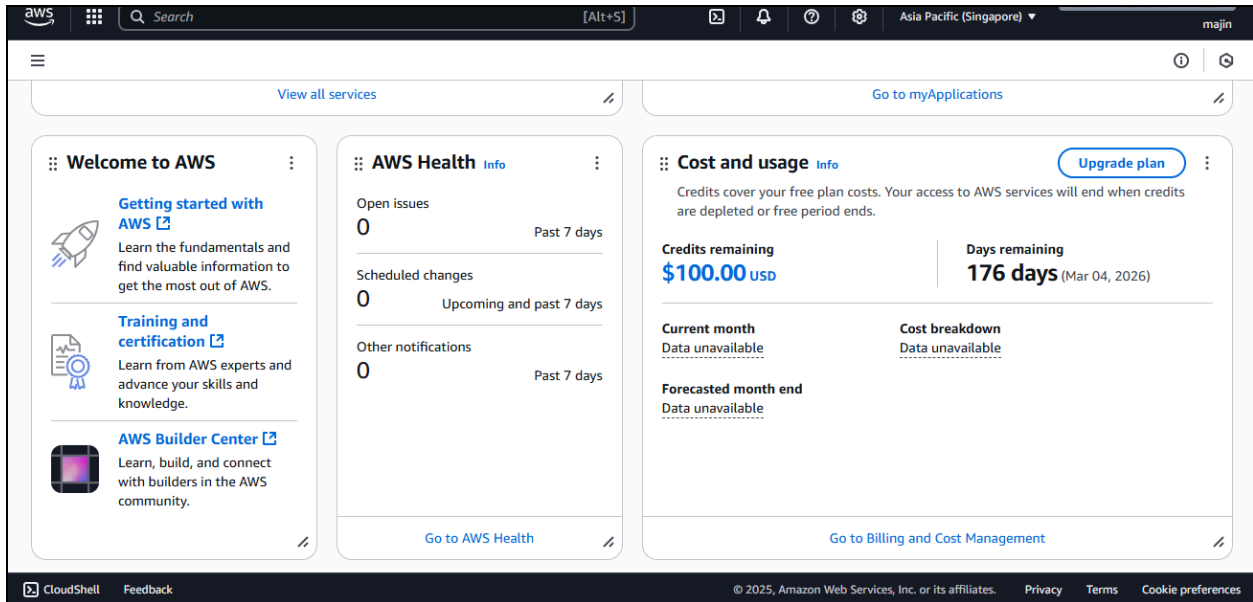 aws
Search
[Alt+S]
Asia Pacific (Singapore) ▼
majin
View all services
Go to myApplications
Welcome to AWS
Getting started with
AWS
Learn the fundamentals and
find valuable information to
get the most out of AWS.
Training and
certification
Learn from AWS experts and
advance your skills and
knowledge.
AWS Builder Center
Learn, build, and connect
with builders in the AWS
community.
AWS Health Info
Open issues
0
Past 7 days
Scheduled changes
0
Upcoming and past 7 days
Other notifications
0
Past 7 days
Go to AWS Health
Cost and usage Info
Upgrade plan
Credits cover your free plan costs. Your access to AWS services will end when credits
are depleted or free period ends.
Credits remaining
$100.00 USD
Days remaining
176 days (Mar 04, 2026)
Current month
Data unavailable
Cost breakdown
Data unavailable
Forecasted month end
Data unavailable
Go to Billing and Cost Management
CloudShell
Feedback
© 2025, Amazon Web Services, Inc. or its affiliates.
Privacy
Terms
Cookie preferences